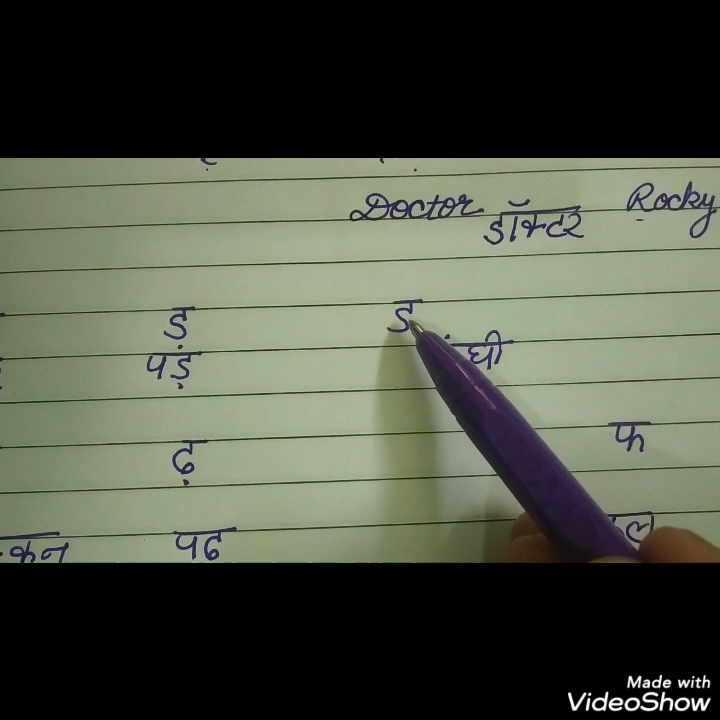 Doctor डॉक्टर Rocky
ड़ ड
पड़ घी
ढ़ फ
पढ
Made with
VideoShow